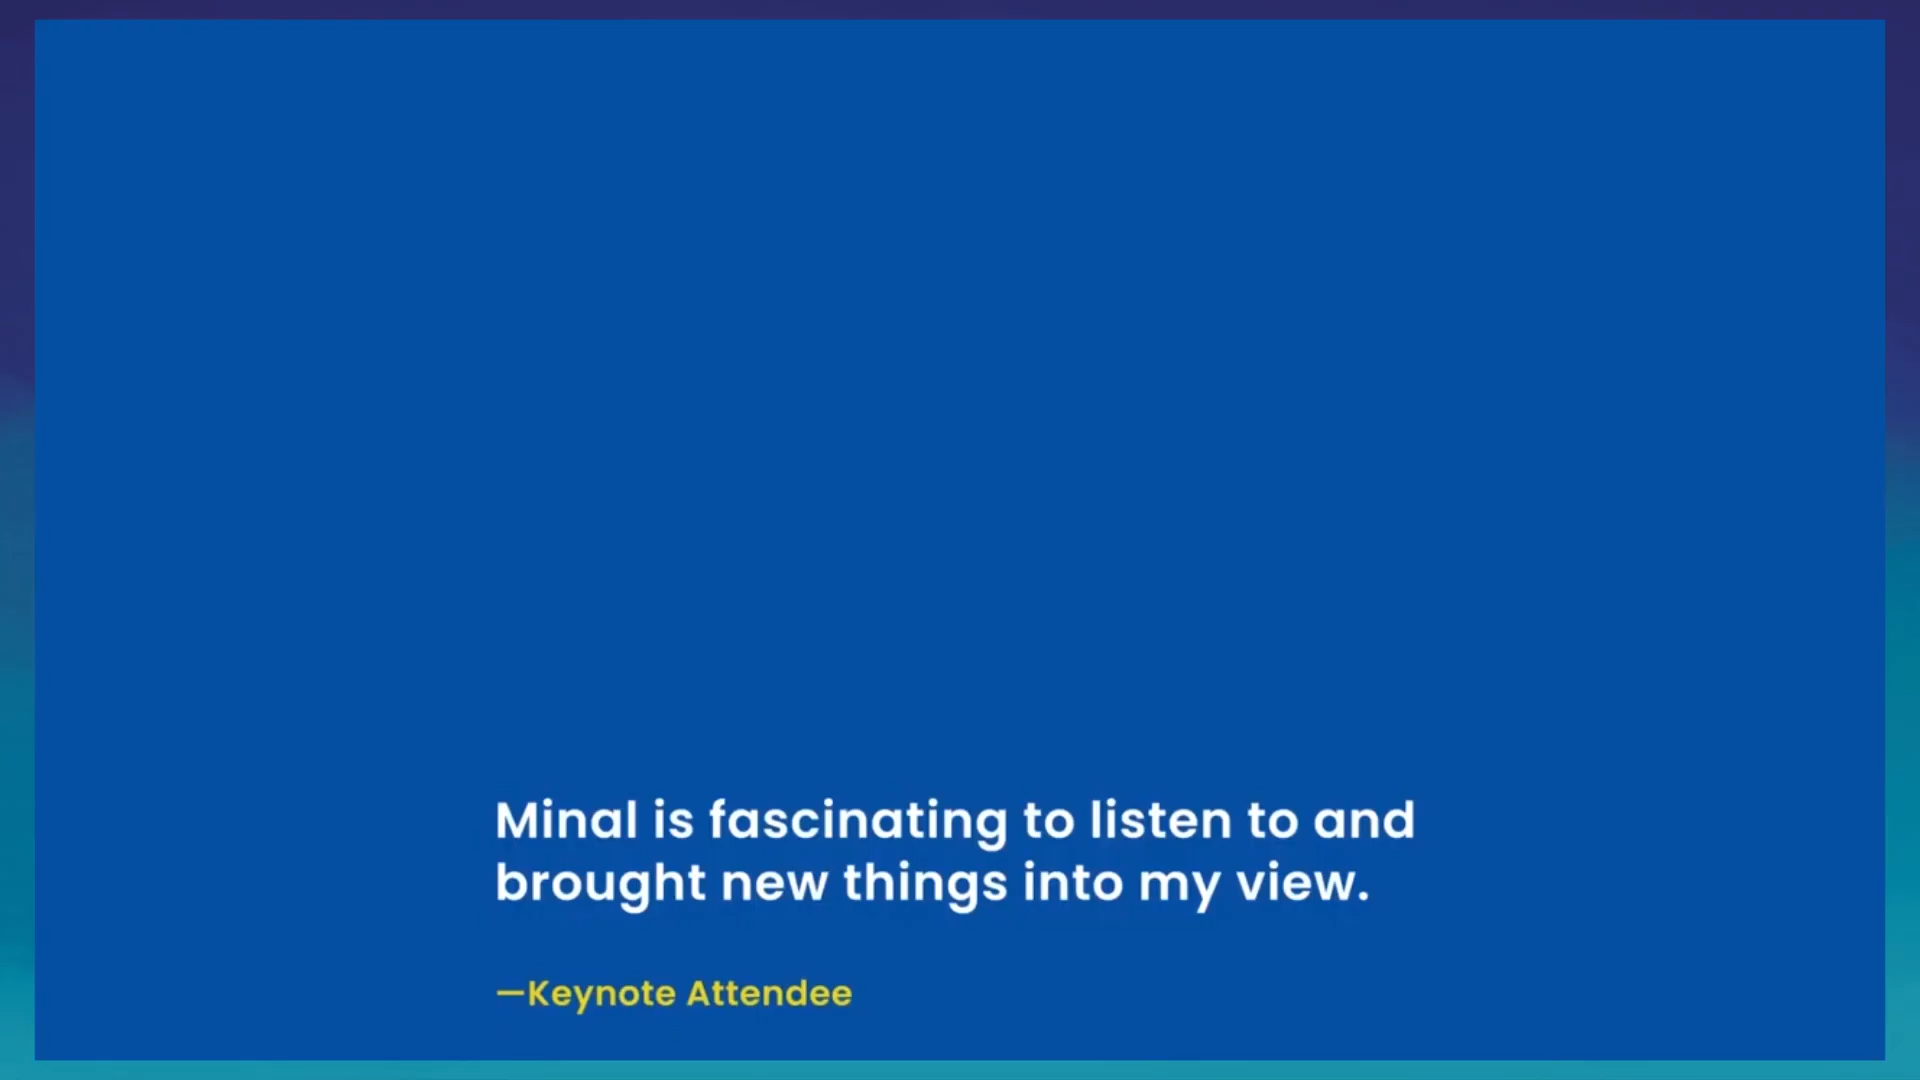 Minal is fascinating to listen to and
brought new things into my view.
—Keynote Attendee